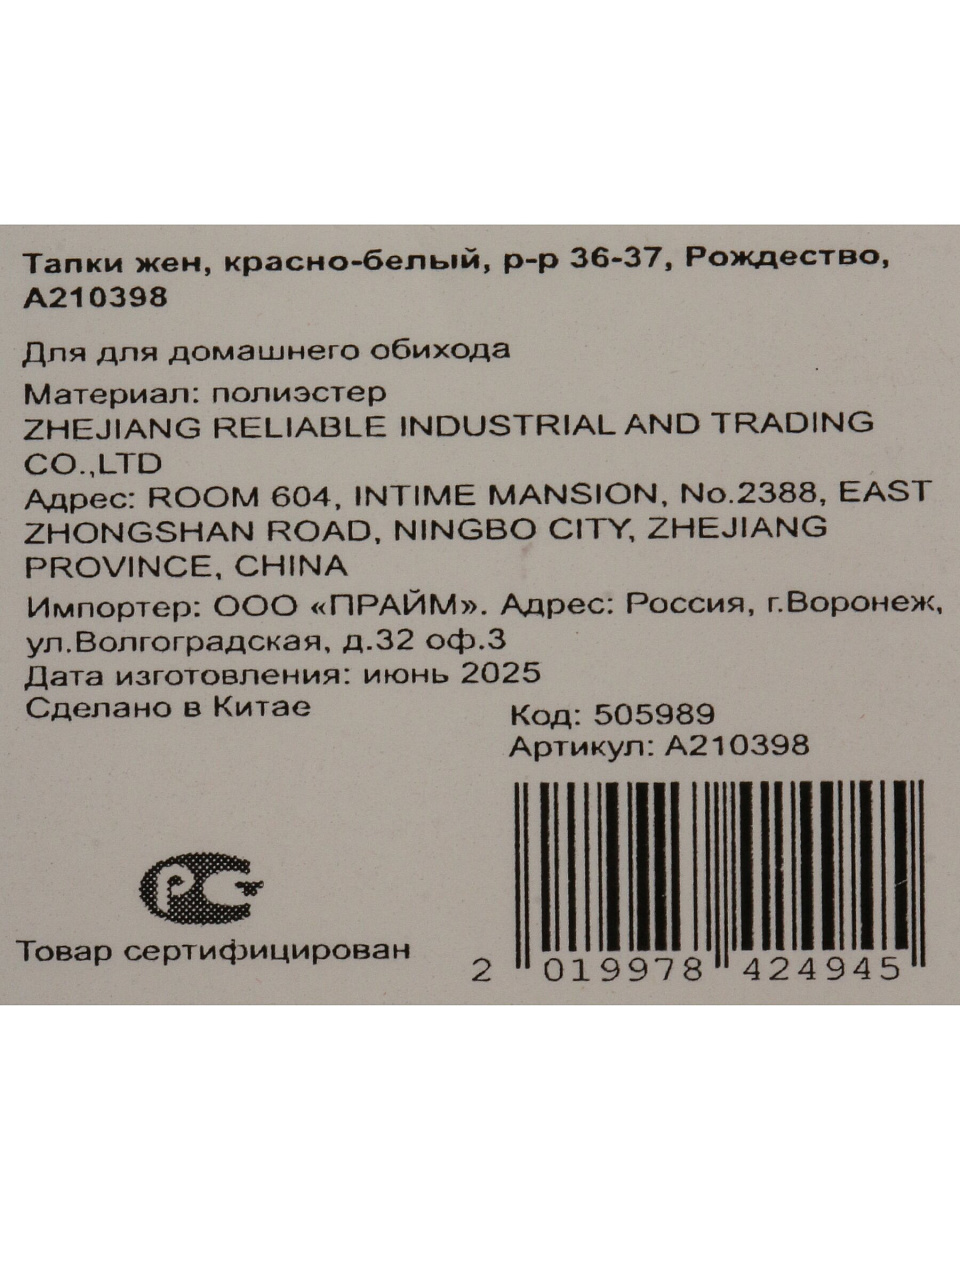 Тапки жен, красно-белый, р-р 36-37, Рождество,
А210398
Для для домашнего обихода
Материал: полиэстер
ZHEJIANG RELIABLE INDUSTRIAL AND TRADING
CO.,LTD
Адрес: ROOM 604, INTIME MANSION, No.2388, EAST
ZHONGSHAN ROAD, NINGBO CITY, ZHEJIANG
PROVINCE, CHINA
Импортер: ООО «ПРАЙМ». Адрес: Россия, г.Воронеж,
ул.Волгоградская, д.32 оф.3
Дата изготовления: июнь 2025
Сделано в Китае
Код: 505989
Артикул: А210398
РСТ
Товар сертифицирован
2 019978 424945